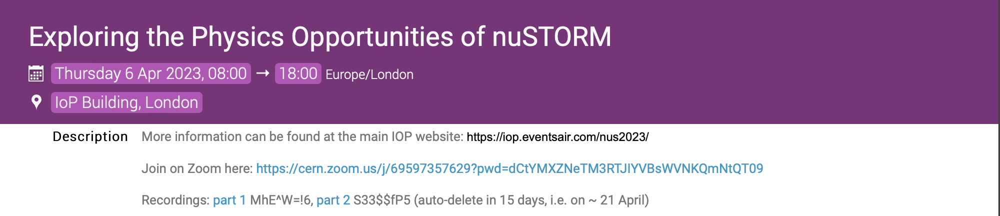 Exploring the Physics Opportunities of nuSTORM
Thursday 6 Apr 2023, 08:00 → 18:00 Europe/London
IoP Building, London
Description More information can be found at the main IOP website: https://iop.eventsair.com/nus2023/
Join on Zoom here: https://cern.zoom.us/j/69597357629?pwd=dCtYMXZNeTM3RTJIYVBsWVNKQmNtQT09
Recordings: part 1 MhE^W=!6, part 2 S33$$fP5 (auto-delete in 15 days, i.e. on ~ 21 April)